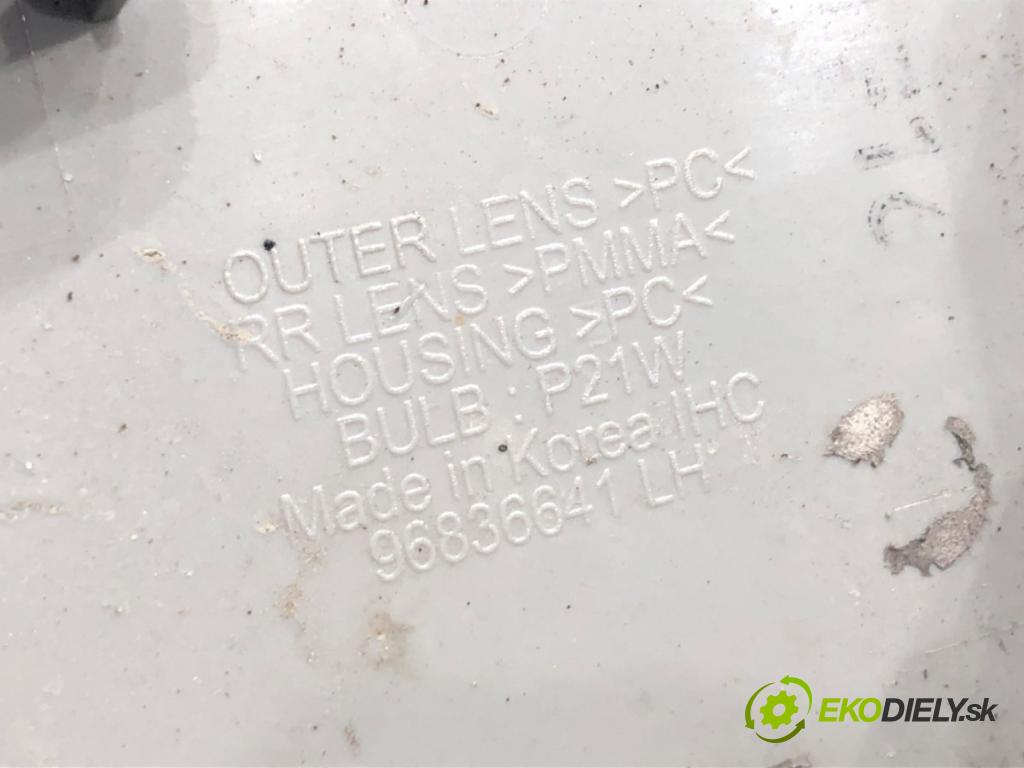 OUTER LENS >PC<
RR LENS >PMMA<
HOUSING >PC<
BULB : P21W
Made in Korea IHC
96836641 LH
EKODIELY.sk